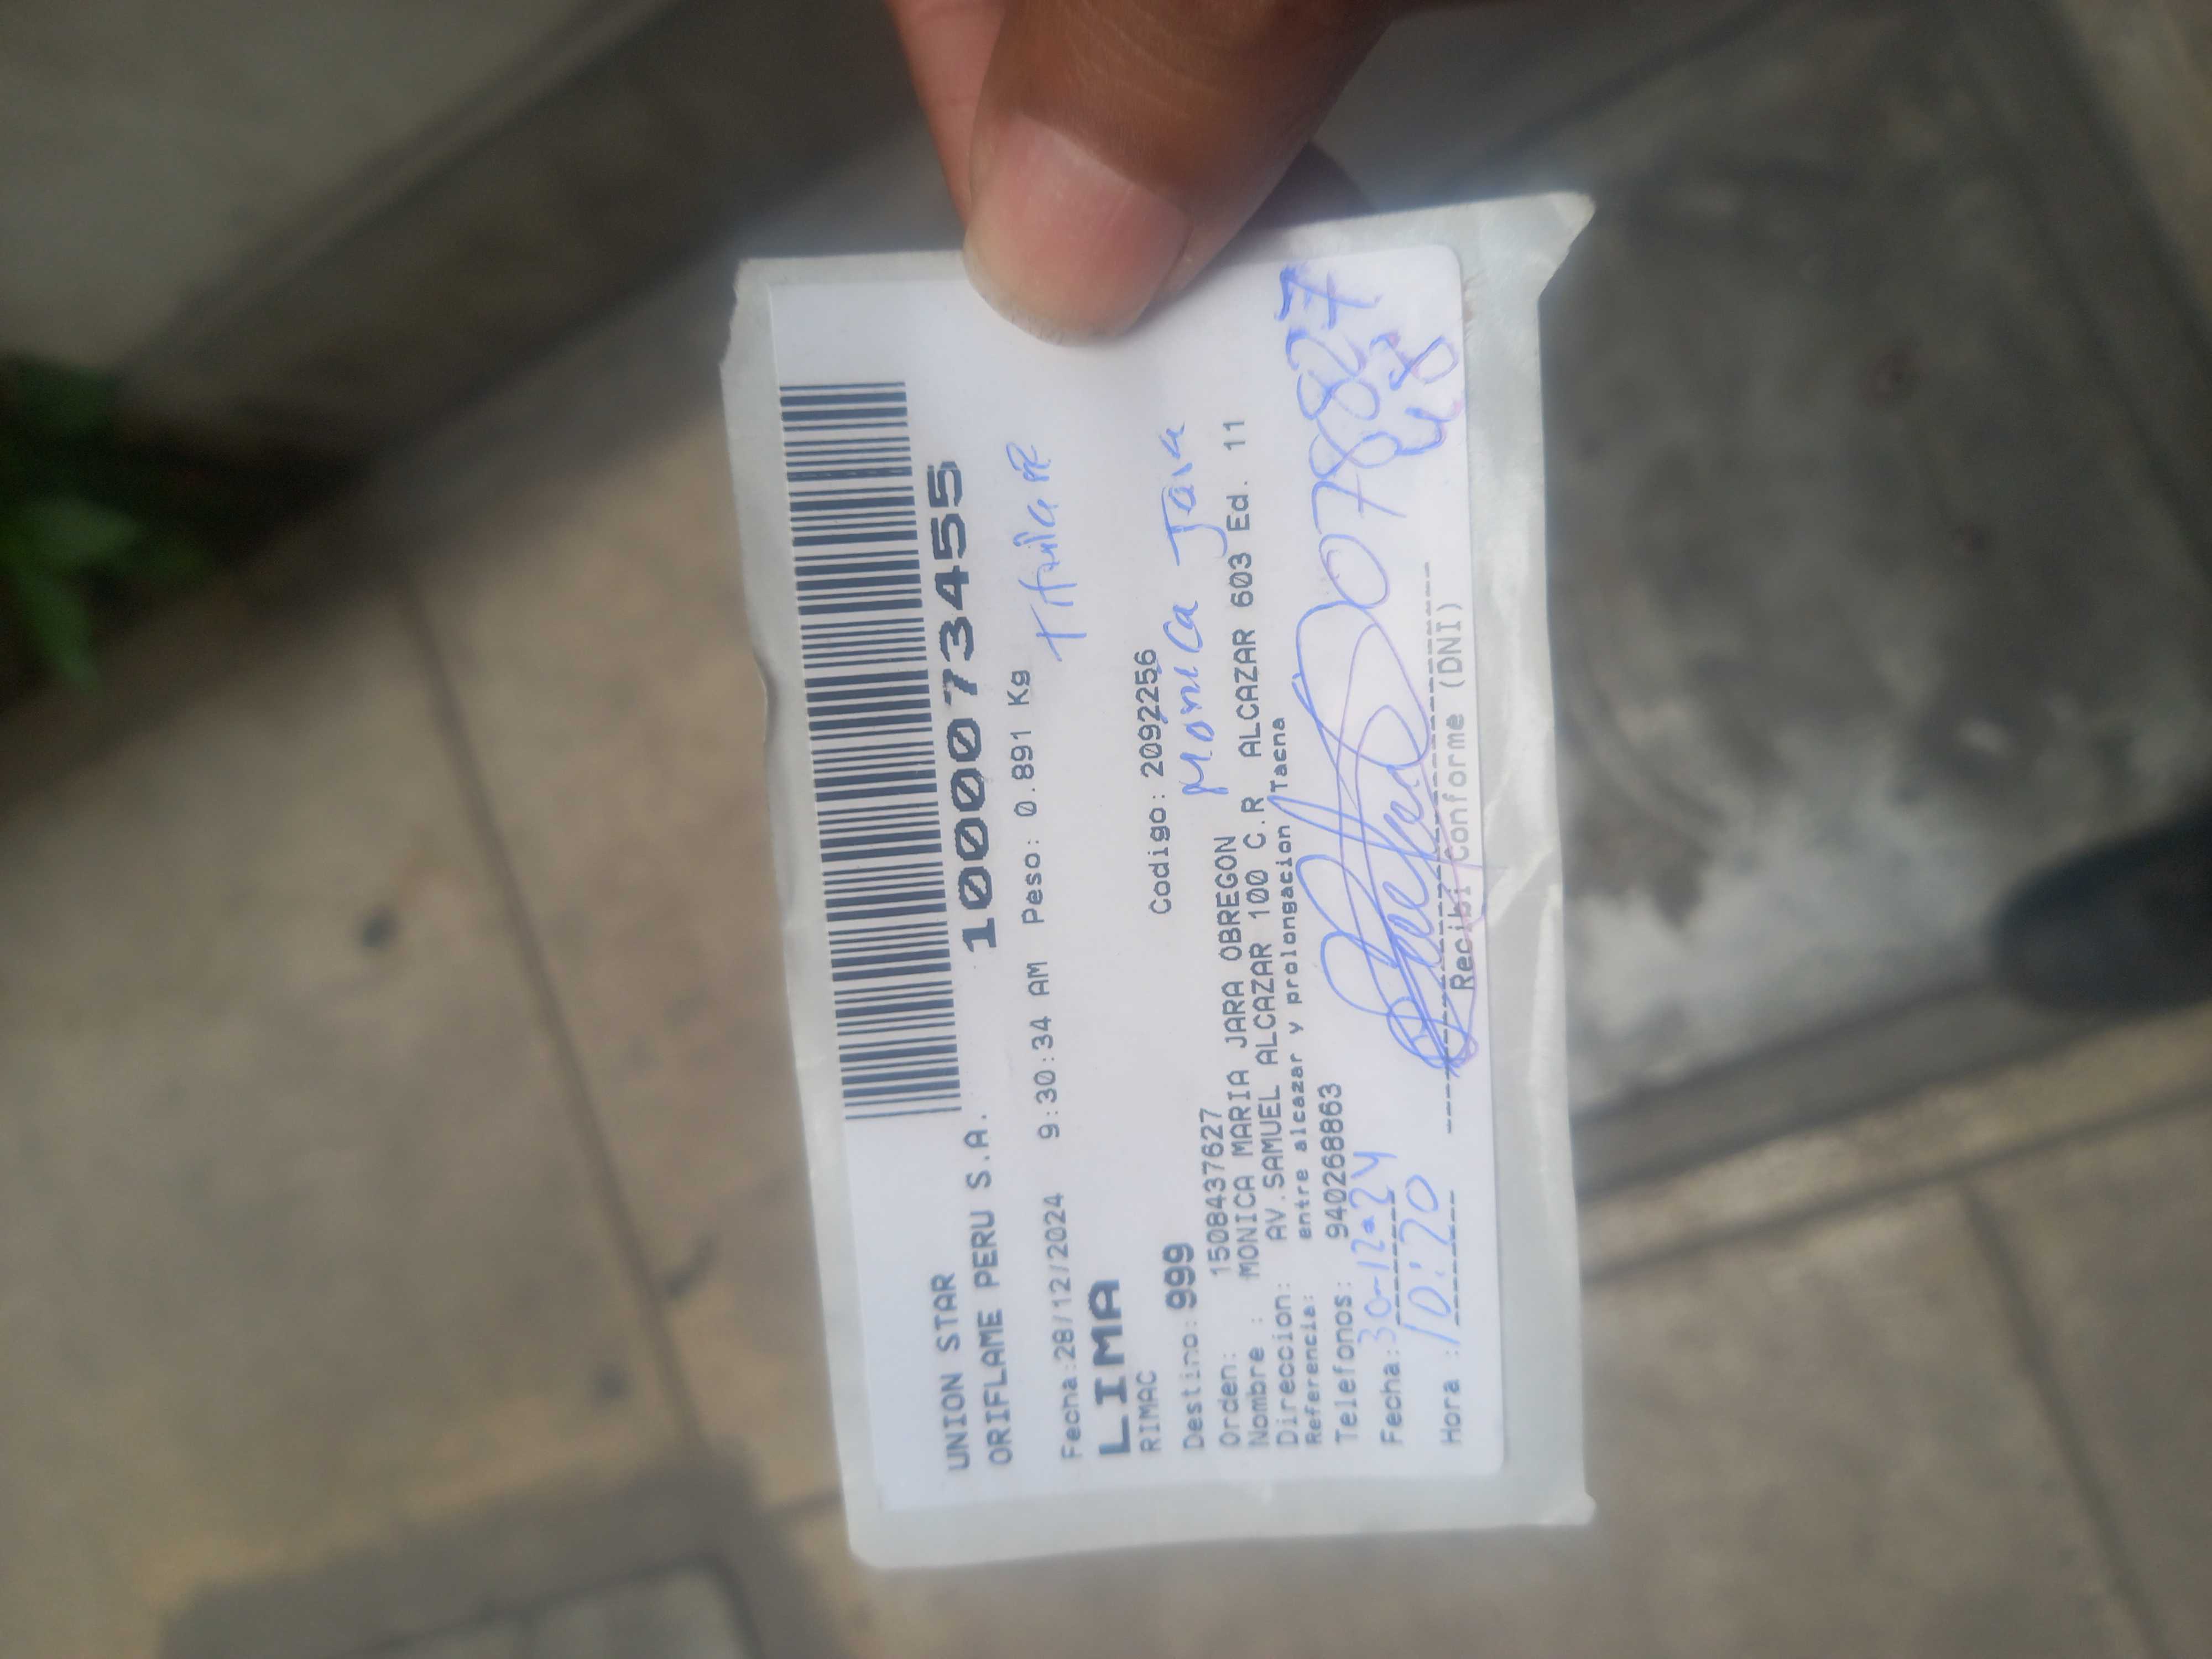 UNION STAR
ORIFLAME PERU S.A. 1000073455
Fecha:28/12/2024 9:30:34 AM Peso: 0.891 Kg
Titular
LIMA
RIMAC
Destino: 999 Codigo: 2092256
Monica Jara
Orden: 1508437627
Nombre : MONICA MARIA JARA OBREGON
Direccion: AV.SAMUEL ALCAZAR 100 C.R ALCAZAR 603 Ed. 11
Referencia: entre alcazar y prolongacion Tacna
Telefonos: 940268863
Fecha: 30-12-24
Hora : 10:20
Recibi Conforme (DNI)